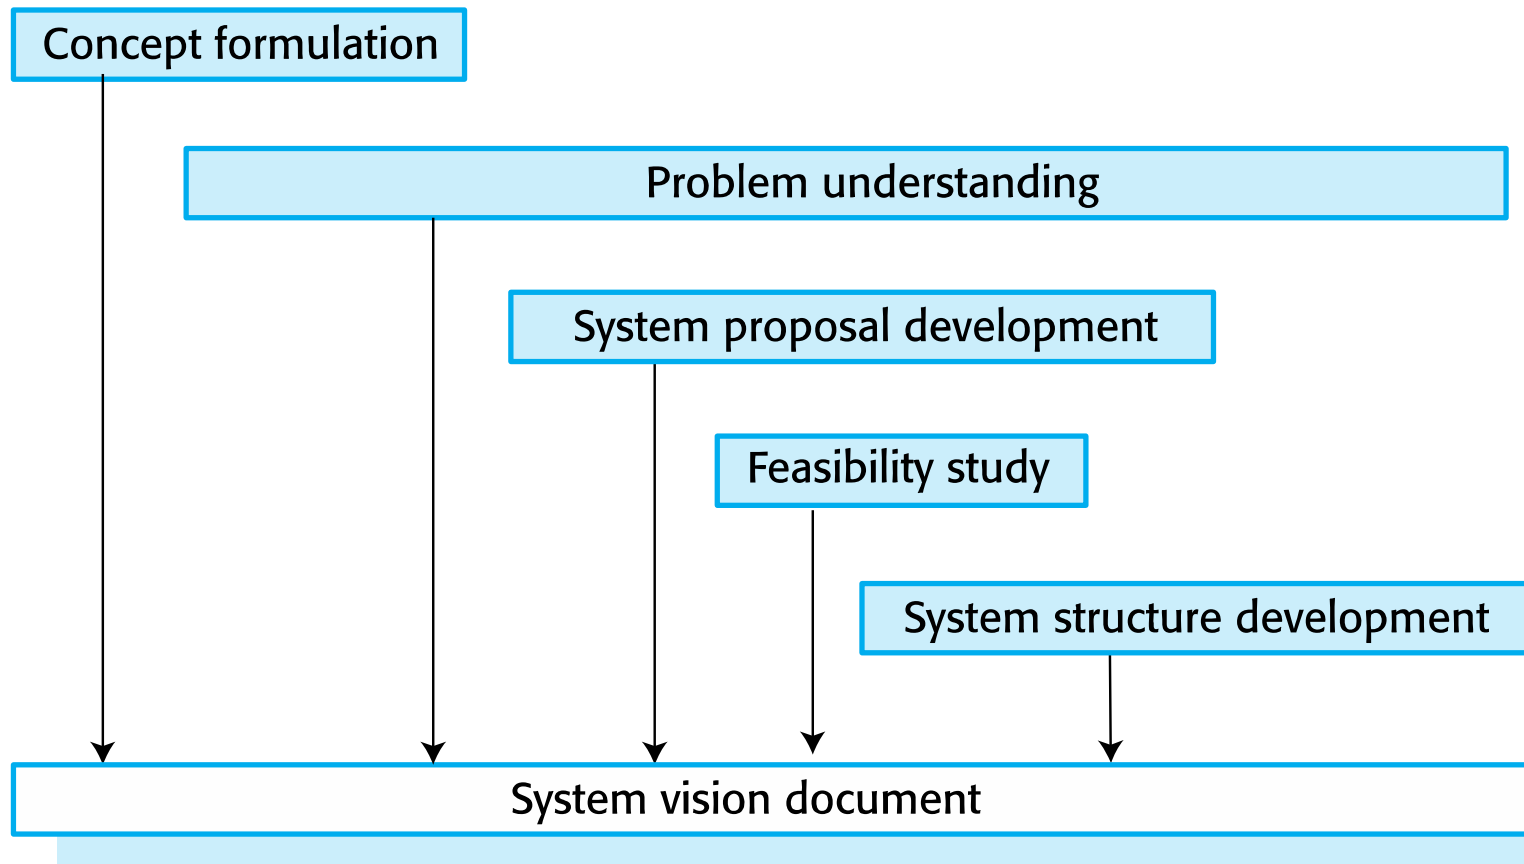 Concept formulation
Problem understanding
System proposal development
Feasibility study
System structure development
System vision document